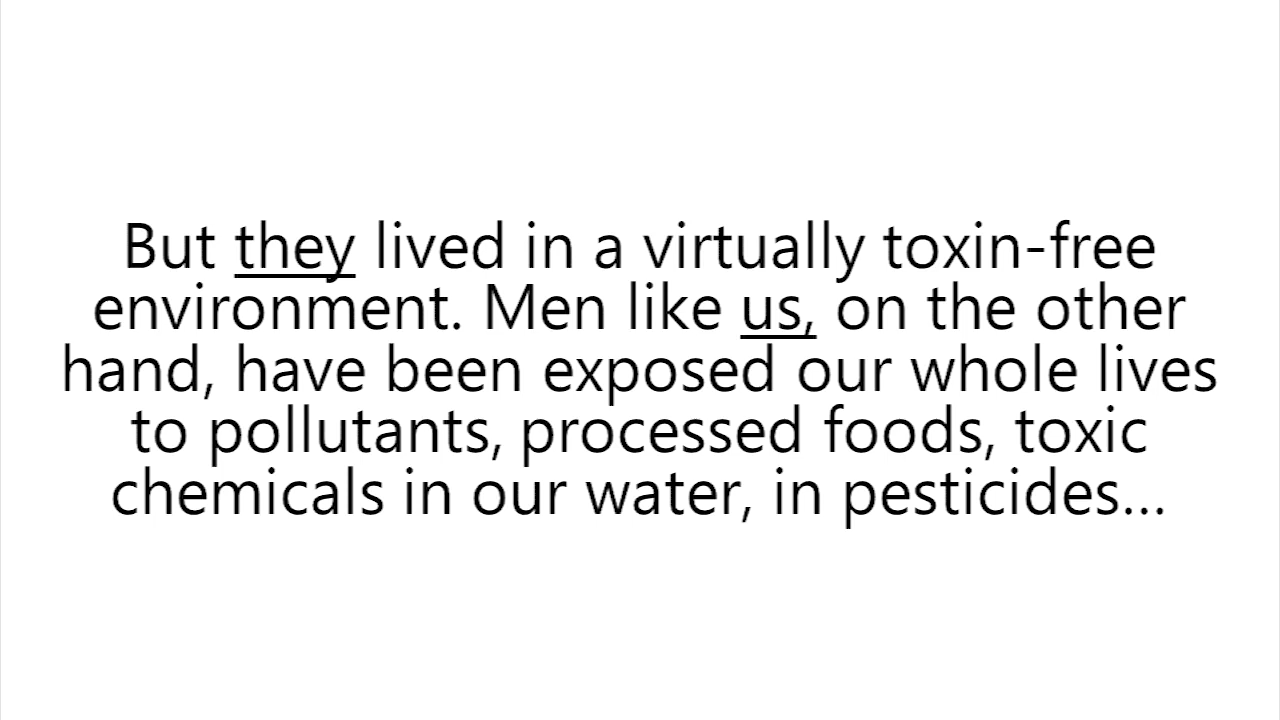 But they lived in a virtually toxin-free
environment. Men like us, on the other
hand, have been exposed our whole lives
to pollutants, processed foods, toxic
chemicals in our water, in pesticides...